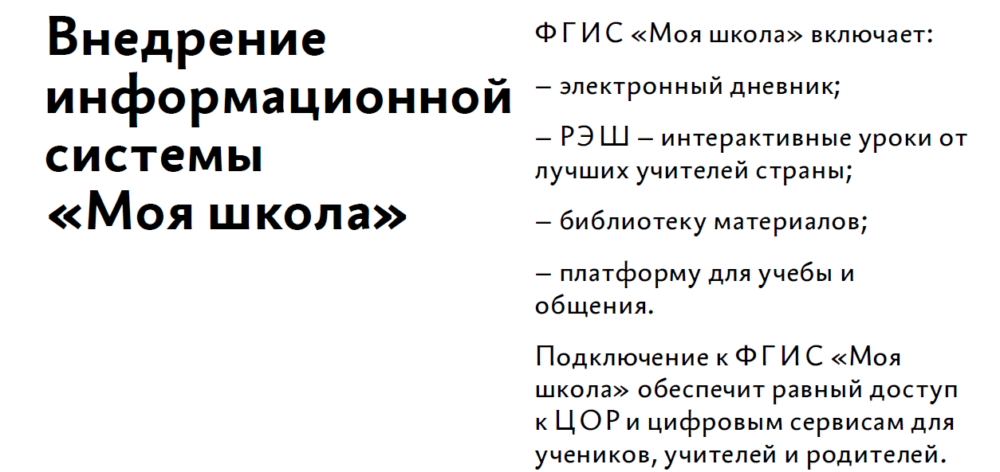 Внедрение
информационной
системы
«Моя школа»
ФГИС «Моя школа» включает:
– электронный дневник;
– РЭШ – интерактивные уроки от
лучших учителей страны;
– библиотеку материалов;
– платформу для учебы и
общения.
Подключение к ФГИС «Моя
школа» обеспечит равный доступ
к ЦОР и цифровым сервисам для
учеников, учителей и родителей.